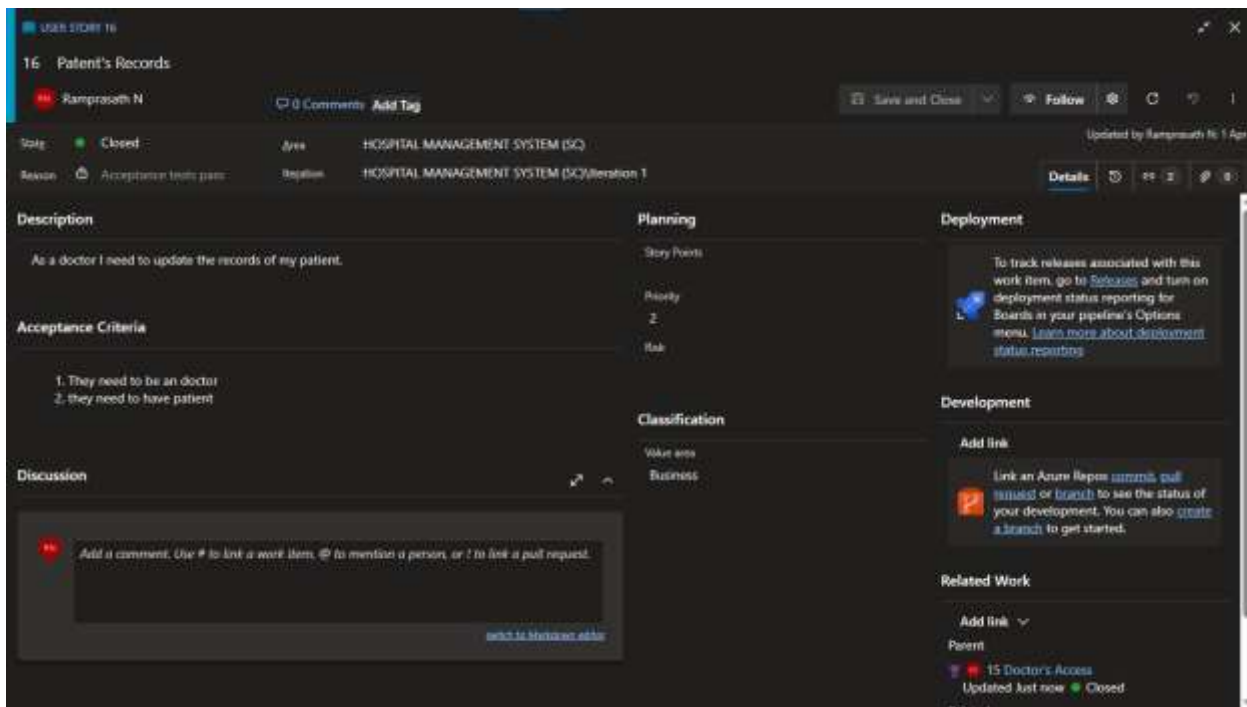 USER STORY 16
16 Patent's Records
Ramprasath N
0 Comments Add Tag
Save and Close
Follow
State Closed
Area HOSPITAL MANAGEMENT SYSTEM (SC)
Updated by Ramprasath N: 1 Apr
Reason Acceptance tests pass
Iteration HOSPITAL MANAGEMENT SYSTEM (SC)\Iteration 1
Details
2
0
Description
As a doctor I need to update the records of my patient.
Acceptance Criteria
1. They need to be an doctor
2. they need to have patient
Discussion
Add a comment. Use # to link a work item, @ to mention a person, or ! to link a pull request.
switch to Markdown editor
Planning
Story Points
Priority
2
Risk
Classification
Value area
Business
Deployment
To track releases associated with this
work item, go to Releases and turn on
deployment status reporting for
Boards in your pipeline's Options
menu. Learn more about deployment
status reporting
Development
Add link
Link an Azure Repos commit, pull
request or branch to see the status of
your development. You can also create
a branch to get started.
Related Work
Add link
Parent
15 Doctor's Access
Updated Just now Closed